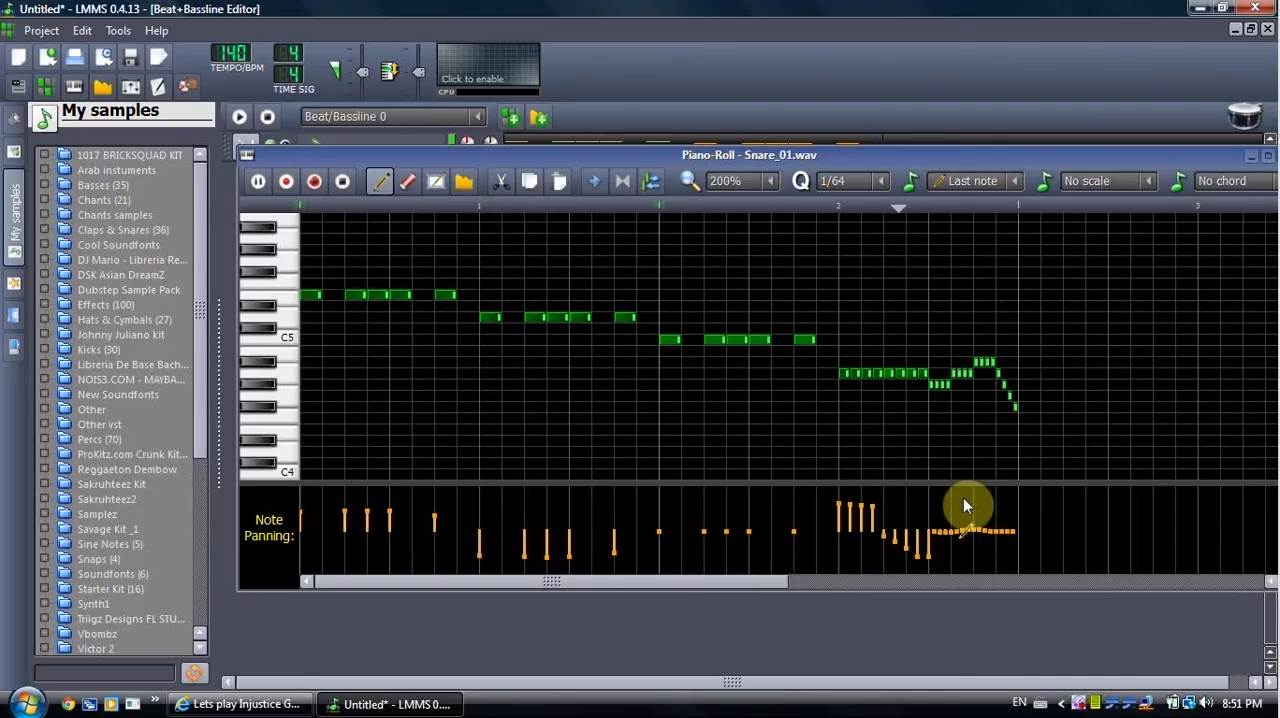 Untitled* - LMMS 0.4.13 - [Beat+Bassline Editor]
Project Edit Tools Help
140
TEMPO/BPM
4
4
TIME SIG
Click to enable
CPU
My samples
Beat/Bassline 0
Piano-Roll - Snare_01.wav
200%
Q 1/64
Last note
No scale
No chord
1 2 3
My samples
1017 BRICKSQUAD KIT
Arab instuments
Basses (35)
Chants (21)
Chants samples
Claps & Snares (36)
Cool Soundfonts
DJ Mario - Libreria Re...
DSK Asian DreamZ
Dubstep Sample Pack
Effects (100)
Hats & Cymbals (27)
Johnny Juliano kit
Kicks (30)
Libreria De Base Bach...
NOIS3.COM - MAYBA...
New Soundfonts
Other
Other vst
Percs (70)
ProKitz.com Crunk Kit...
Reggaeton Dembow
Sakruhteez Kit
Sakruhteez2
Samplez
Savage Kit _1
Sine Notes (5)
Snaps (4)
Soundfonts (6)
Starter Kit (16)
Synth1
Triigz Designs FL STU...
Vbombz
Victor 2
C5
C4
Note
Panning:
Lets play Injustice G...
Untitled* - LMMS 0....
EN
8:51 PM